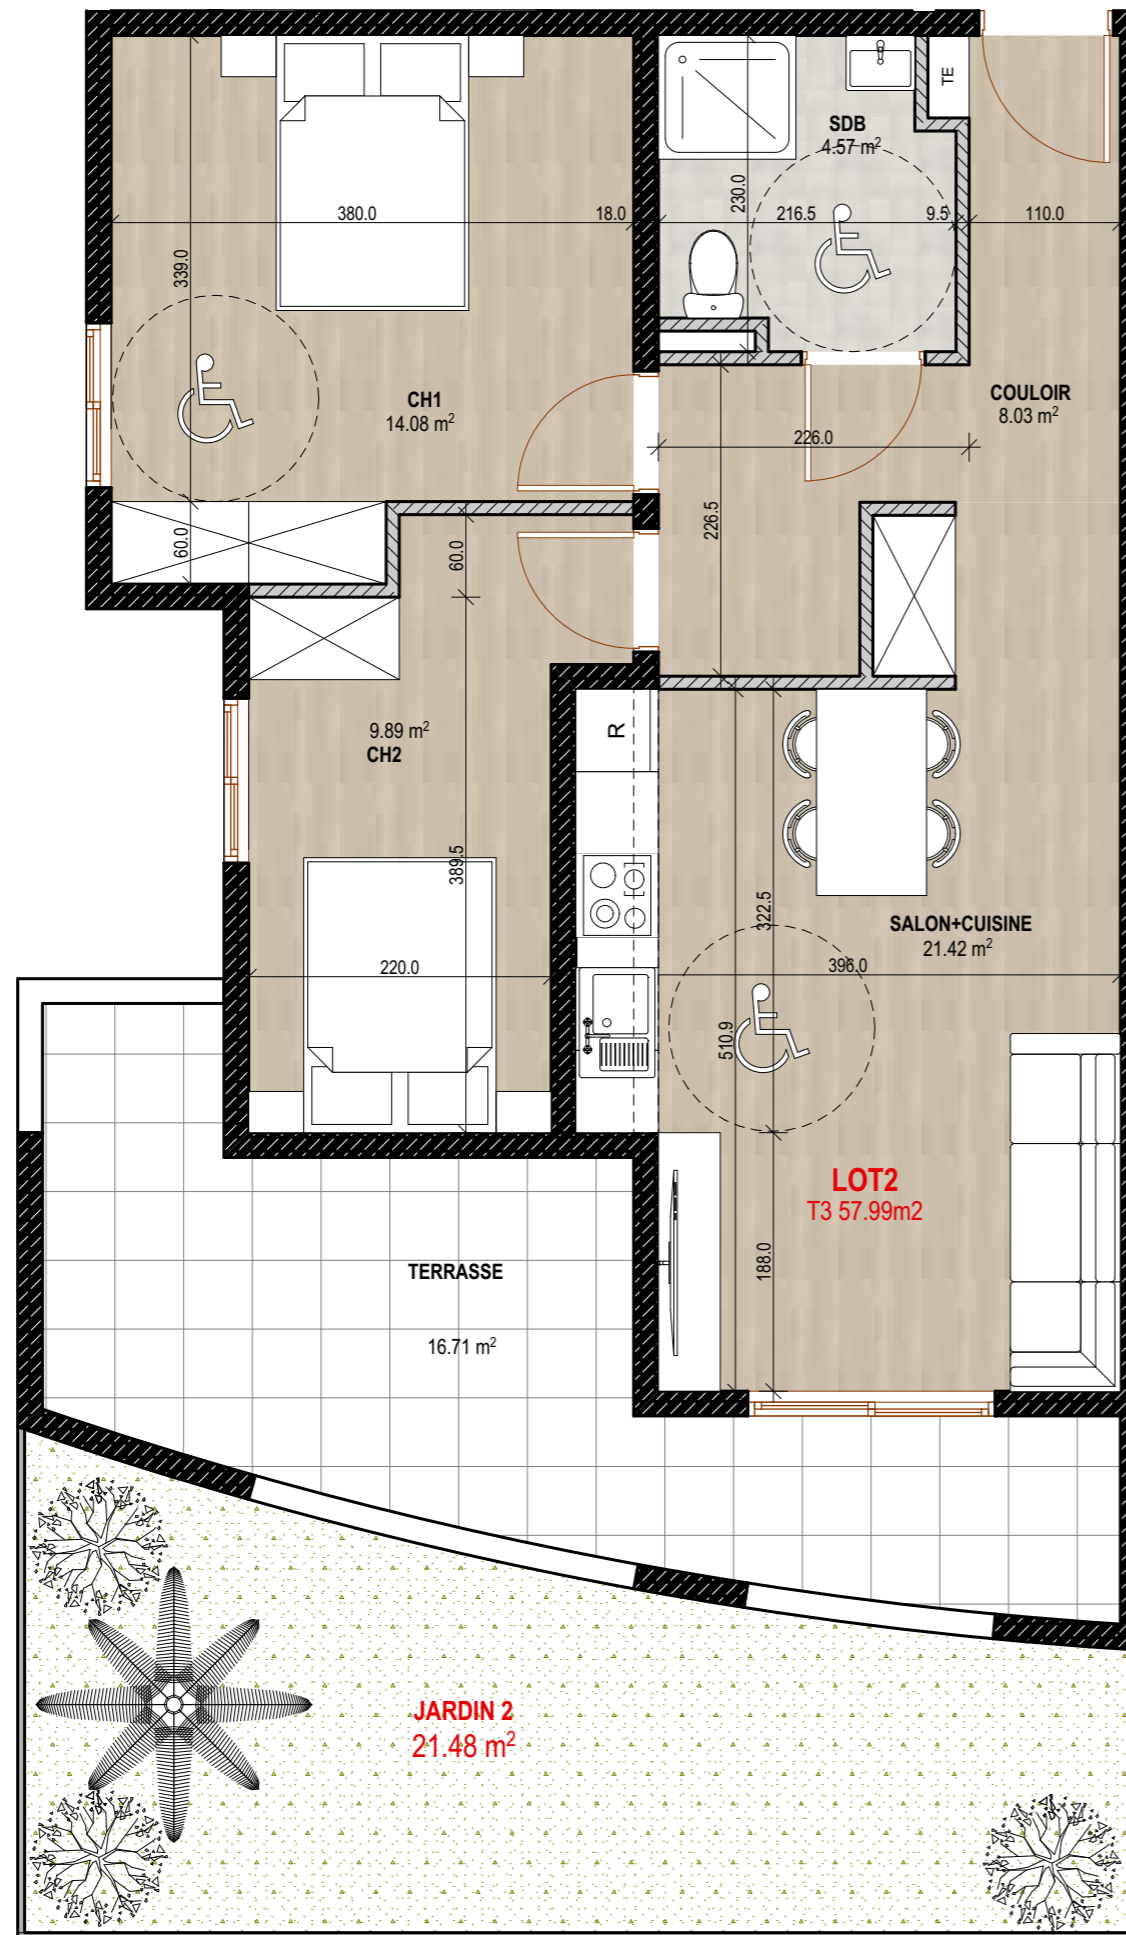 TE
SDB
4.57 m²
230.0
380.0
18.0
216.5
9.5
110.0
339.0
CH1
14.08 m²
COULOIR
8.03 m²
226.0
226.5
60.0
60.0
R
9.89 m²
CH2
389.5
322.5
SALON+CUISINE
21.42 m²
220.0
396.0
510.9
LOT2
T3 57.99m2
188.0
TERRASSE
16.71 m²
JARDIN 2
21.48 m²